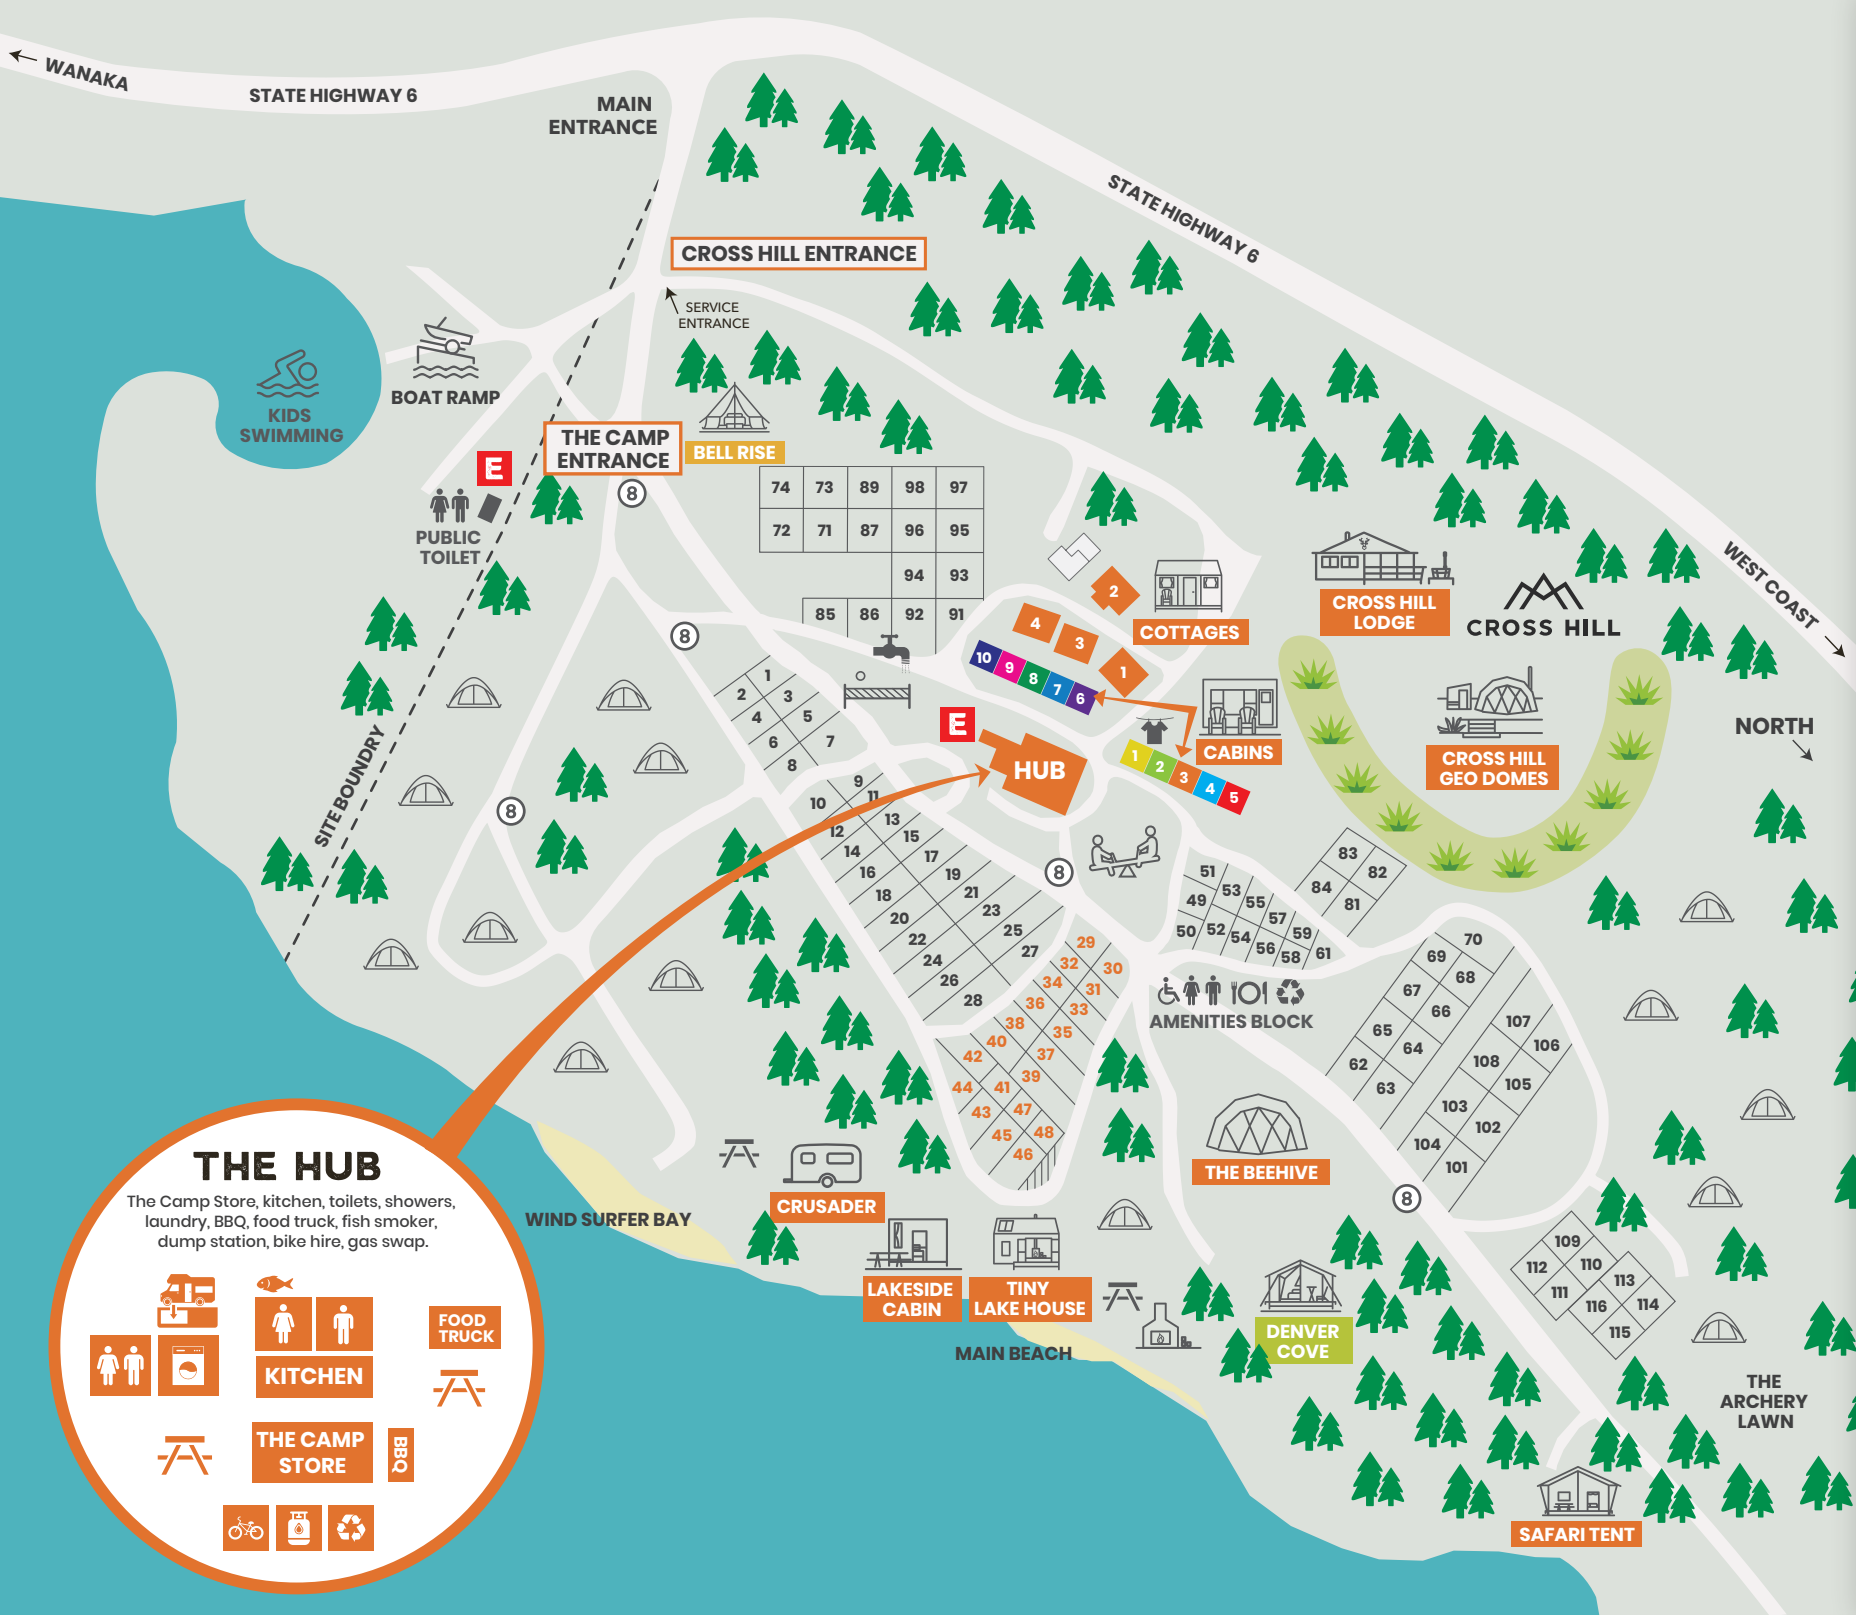 WANAKA
STATE HIGHWAY 6
MAIN
ENTRANCE
STATE HIGHWAY 6
WEST COAST
CROSS HILL ENTRANCE
SERVICE
ENTRANCE
BOAT RAMP
KIDS
SWIMMING
THE CAMP
ENTRANCE
BELL RISE
E
8
PUBLIC
TOILET
74 73 89 98 97
72 71 87 96 95
94 93
85 86 92 91
2
4
3
1
COTTAGES
CROSS HILL
LODGE
CROSS HILL
CROSS HILL
GEO DOMES
NORTH
8
10 9 8 7 6
E
HUB
CABINS
1 2 3 4 5
SITE BOUNDRY
8
1
2
3
4
5
6
7
8
9
10
11
12
13
14
15
16
17
18
19
20
21
22
23
24
25
26
27
28
8
29
32
30
34
31
36
33
38
35
40
37
42
39
44
41
43
47
45
48
46
51
49
53
55
50
52
57
54
59
56
58
61
83
82
84
81
AMENITIES BLOCK
70
69
68
67
66
65
64
62
63
107
106
108
105
103
102
104
101
THE BEEHIVE
8
109
112
110
111
113
116
114
115
CRUSADER
WIND SURFER BAY
LAKESIDE
CABIN
TINY
LAKE HOUSE
MAIN BEACH
DENVER
COVE
THE
ARCHERY
LAWN
SAFARI TENT
THE HUB
The Camp Store, kitchen, toilets, showers,
laundry, BBQ, food truck, fish smoker,
dump station, bike hire, gas swap.
FOOD
TRUCK
KITCHEN
THE CAMP
STORE
BBQ